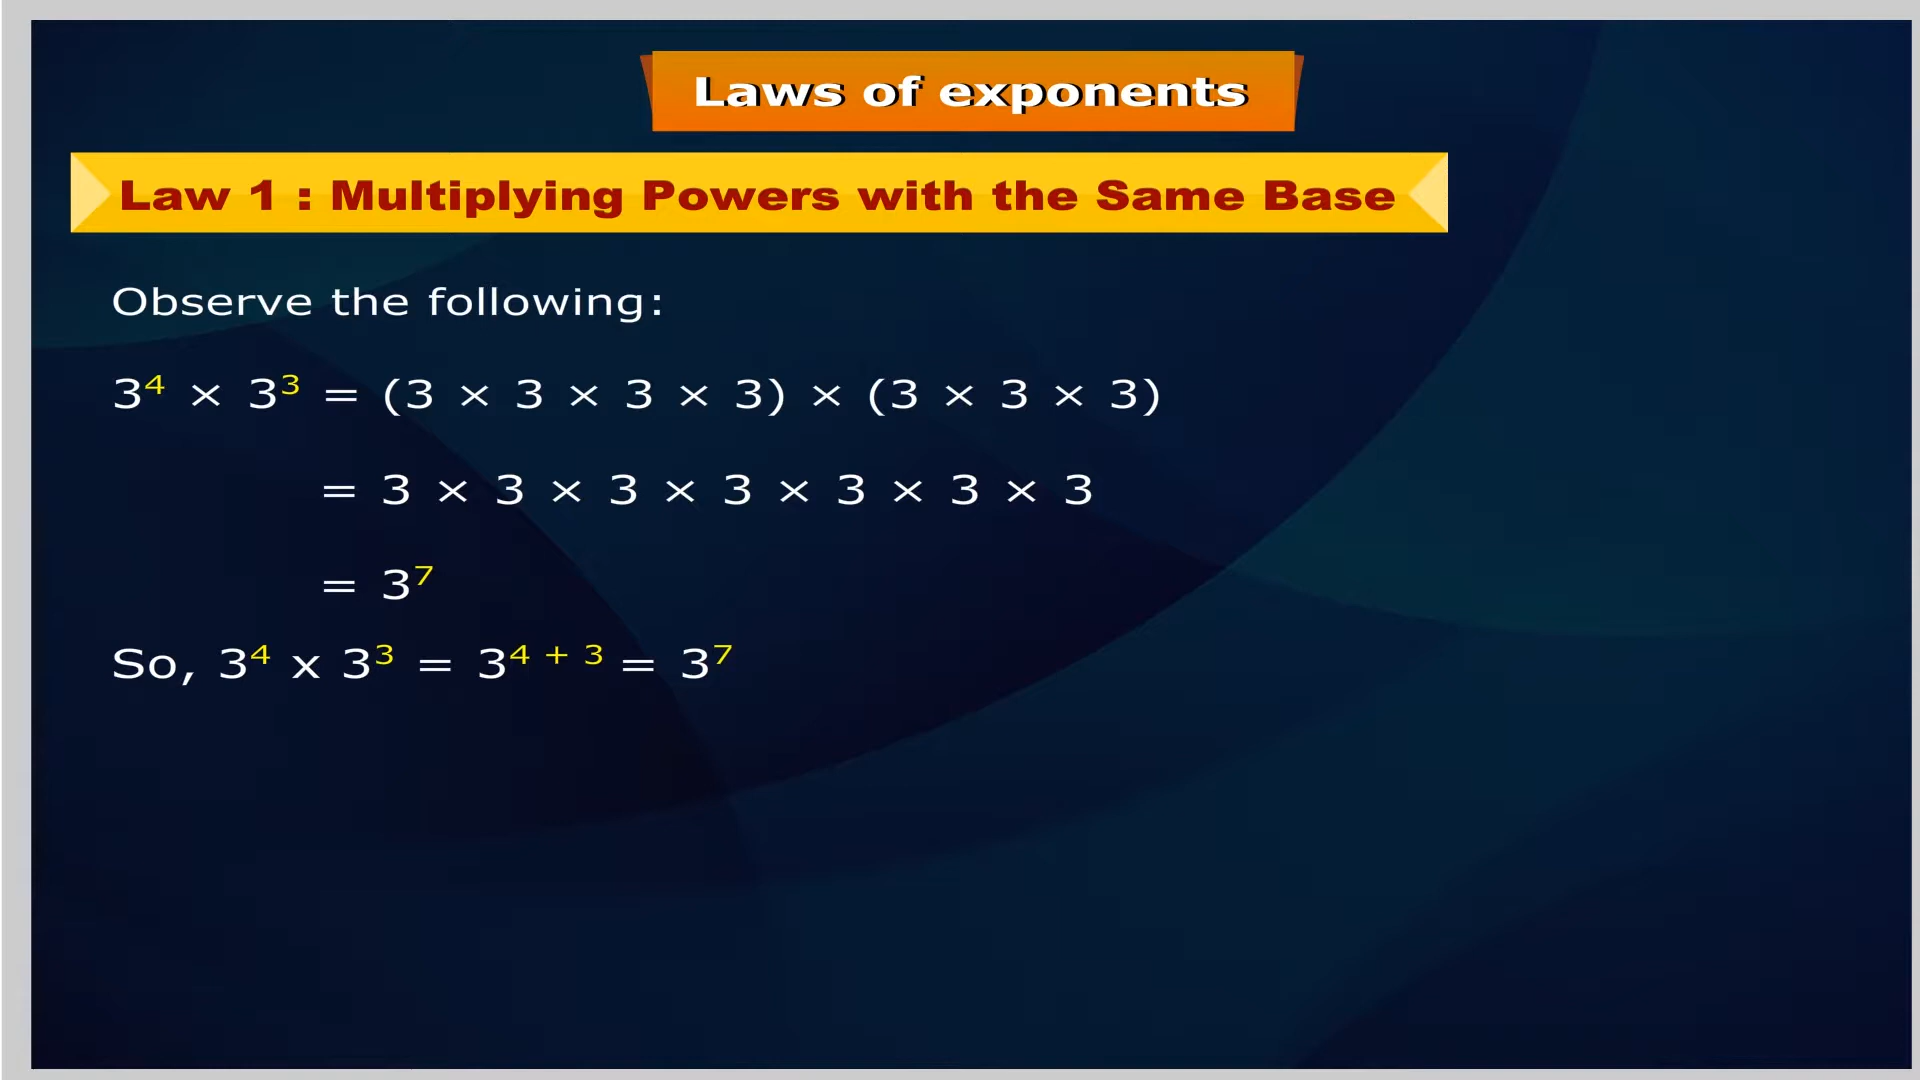 Laws of exponents
Law 1 : Multiplying Powers with the Same Base
Observe the following:
3⁴ × 3³ = (3 × 3 × 3 × 3) × (3 × 3 × 3)
= 3 × 3 × 3 × 3 × 3 × 3 × 3
= 3⁷
So, 3⁴ x 3³ = 3⁴ ⁺ ³ = 3⁷